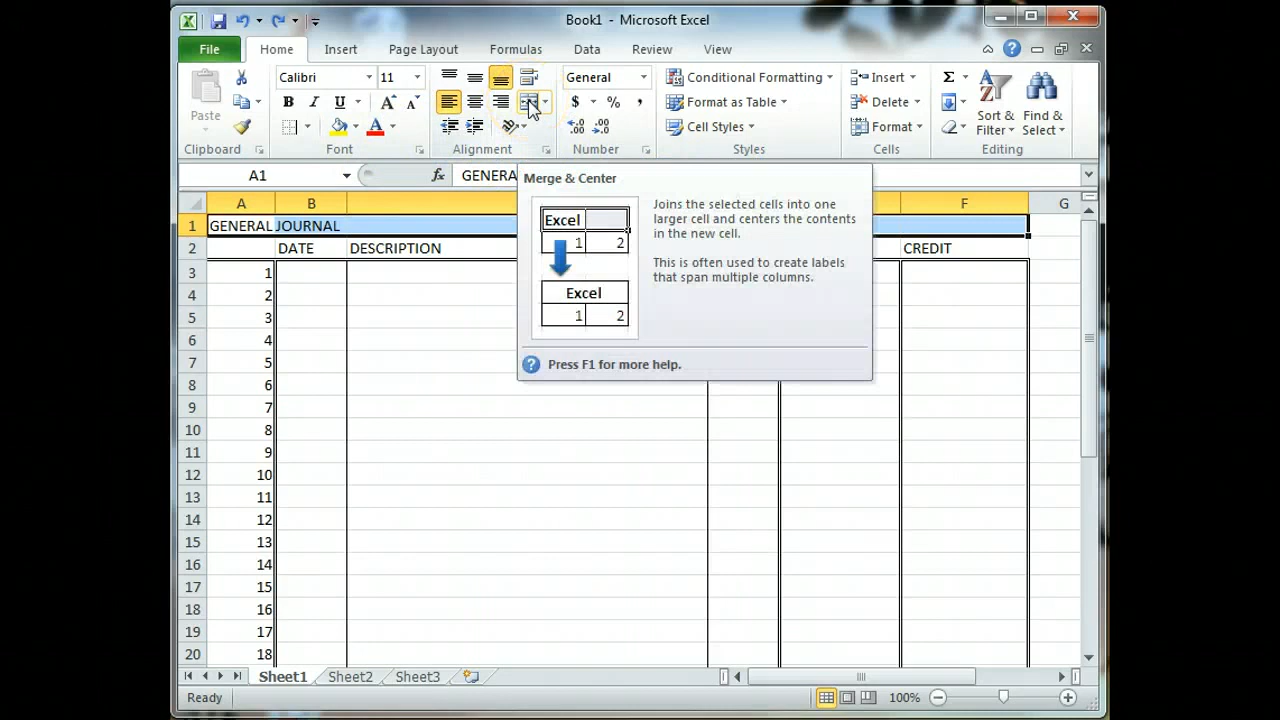 Book1 - Microsoft Excel
File Home Insert Page Layout Formulas Data Review View
Calibri 11 General Conditional Formatting Insert Σ
Paste B I U A A $ % , Format as Table Delete Sort & Find &
A Cell Styles Format Filter Select
Clipboard Font Alignment Number Styles Cells Editing
A1 fx GENERA
Merge & Center
Joins the selected cells into one
larger cell and centers the contents
in the new cell.
This is often used to create labels
that span multiple columns.
Excel
1 2
Excel
1 2
Press F1 for more help.
A B F G
1 GENERAL JOURNAL
2 DATE DESCRIPTION CREDIT
3 1
4 2
5 3
6 4
7 5
8 6
9 7
10 8
11 9
12 10
13 11
14 12
15 13
16 14
17 15
18 16
19 17
20 18
Sheet1 Sheet2 Sheet3
Ready 100%